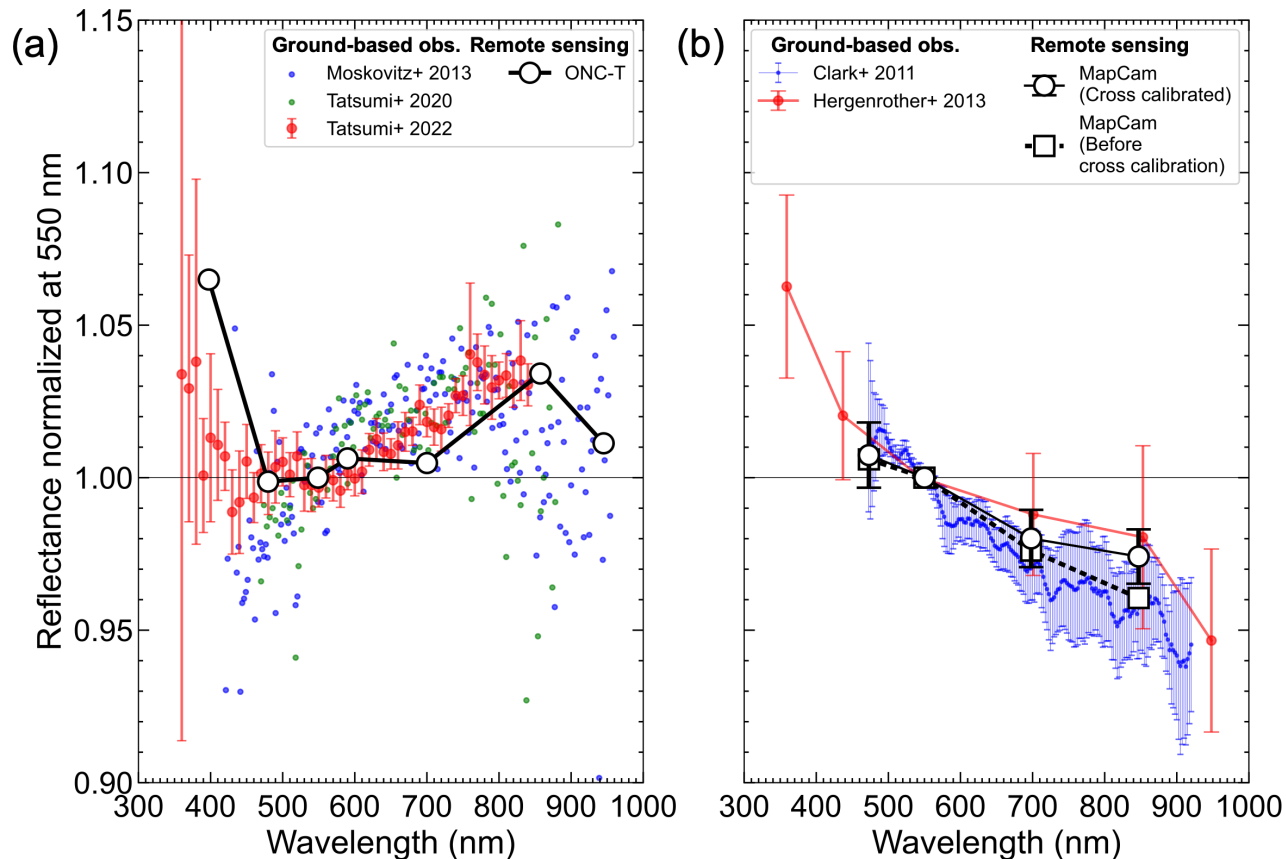 (a)
Reflectance normalized at 550 nm
1.15
1.10
1.05
1.00
0.95
0.90
Ground-based obs. Remote sensing
Moskovitz+ 2013
Tatsumi+ 2020
Tatsumi+ 2022
ONC-T
300 400 500 600 700 800 900 1000
Wavelength (nm)
(b)
Ground-based obs.
Clark+ 2011
Hergenrother+ 2013
Remote sensing
MapCam
(Cross calibrated)
MapCam
(Before
cross calibration)
300 400 500 600 700 800 900 1000
Wavelength (nm)